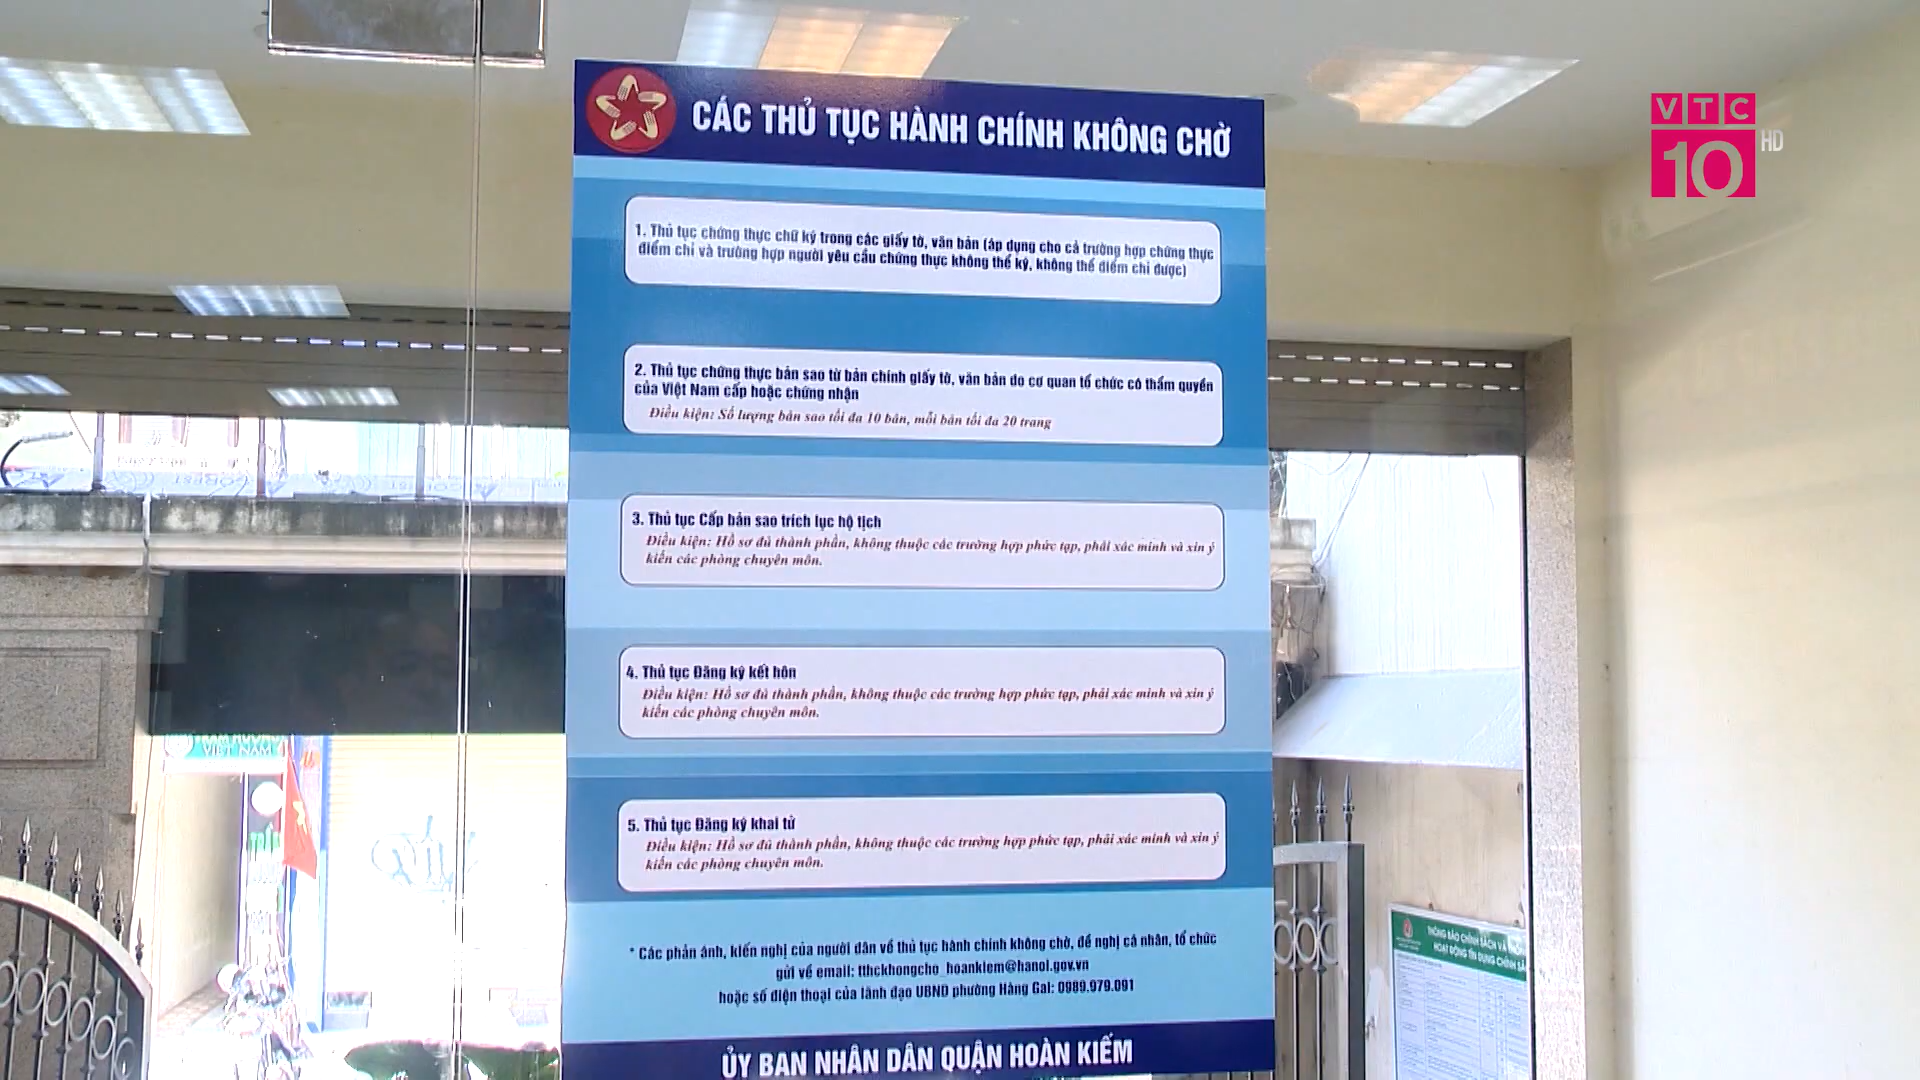 VTC
10 HD
CÁC THỦ TỤC HÀNH CHÍNH KHÔNG CHỜ
1. Thủ tục chứng thực chữ ký trong các giấy tờ, văn bản (áp dụng cho cả trường hợp chứng thực
điểm chỉ và trường hợp người yêu cầu chứng thực không thể ký, không thể điểm chỉ được)
2. Thủ tục chứng thực bản sao từ bản chính giấy tờ, văn bản do cơ quan tổ chức có thẩm quyền
của Việt Nam cấp hoặc chứng nhận
Điều kiện: Số lượng bản sao tối đa 10 bản, mỗi bản tối đa 20 trang
3. Thủ tục Cấp bản sao trích lục hộ tịch
Điều kiện: Hồ sơ đủ thành phần, không thuộc các trường hợp phức tạp, phải xác minh và xin ý
kiến các phòng chuyên môn.
4. Thủ tục Đăng ký kết hôn
Điều kiện: Hồ sơ đủ thành phần, không thuộc các trường hợp phức tạp, phải xác minh và xin ý
kiến các phòng chuyên môn.
5. Thủ tục Đăng ký khai tử
Điều kiện: Hồ sơ đủ thành phần, không thuộc các trường hợp phức tạp, phải xác minh và xin ý
kiến các phòng chuyên môn.
* Các phản ánh, kiến nghị của người dân về thủ tục hành chính không chờ, đề nghị cá nhân, tổ chức
gửi về email: tthckhongcho_hoankiem@hanoi.gov.vn
hoặc số điện thoại của lãnh đạo UBND phường Hàng Gai: 0989.979.091
ỦY BAN NHÂN DÂN QUẬN HOÀN KIẾM
VIỆT NAM
THÔNG BÁO CHÍNH SÁCH VÀ
HOẠT ĐỘNG TÍN DỤNG CHÍNH